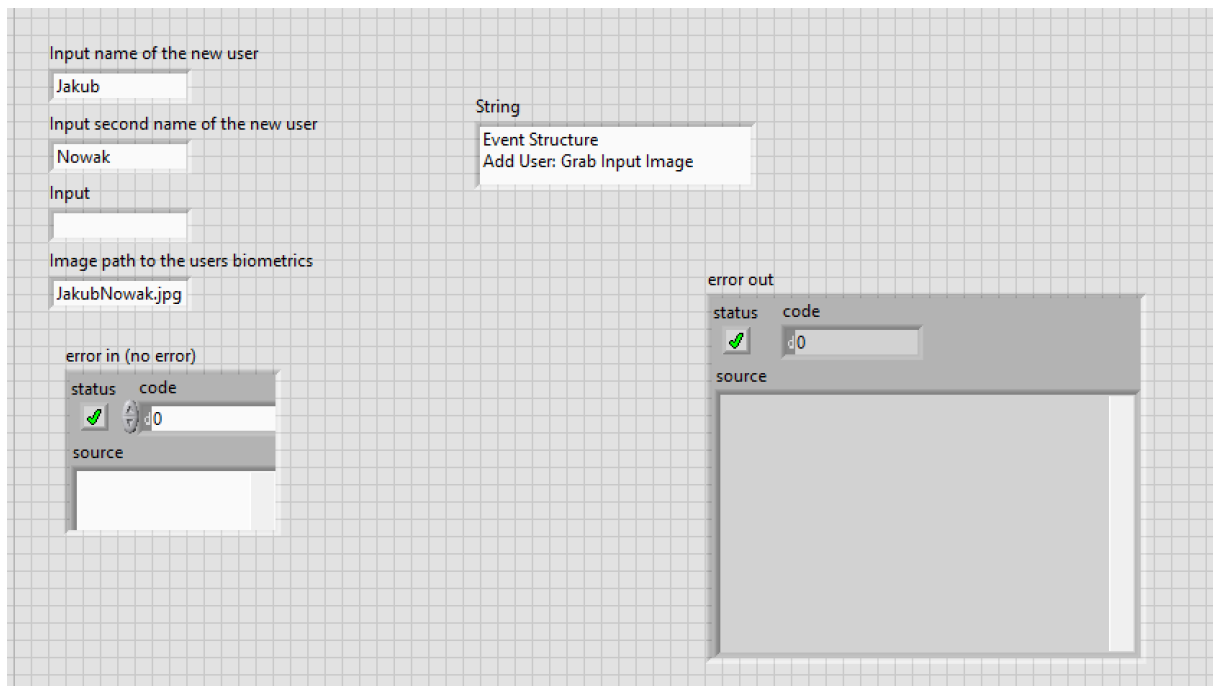 Input name of the new user
Jakub
Input second name of the new user
Nowak
Input
Image path to the users biometrics
JakubNowak.jpg
String
Event Structure
Add User: Grab Input Image
error in (no error)
status code
d0
source
error out
status code
d0
source